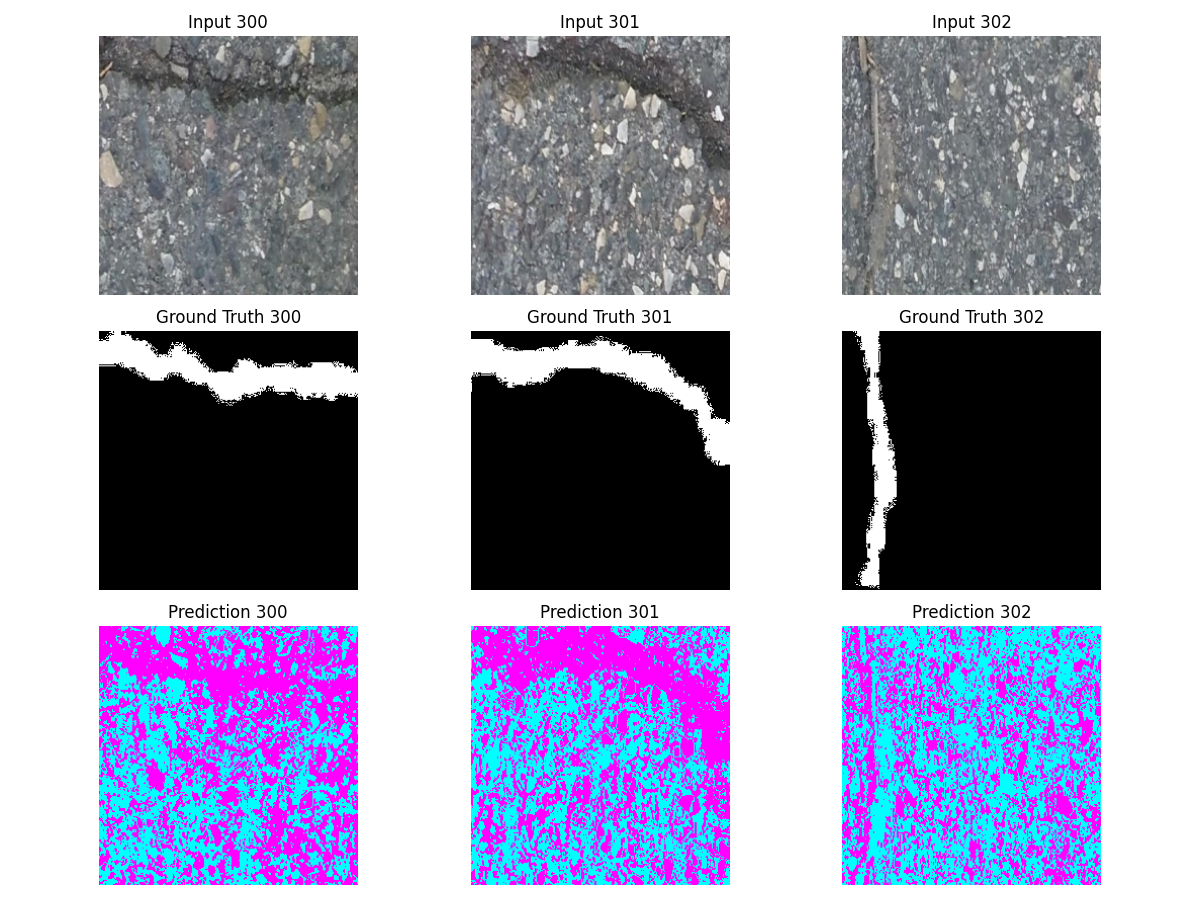 Input 300
Input 301
Input 302
Ground Truth 300
Ground Truth 301
Ground Truth 302
Prediction 300
Prediction 301
Prediction 302